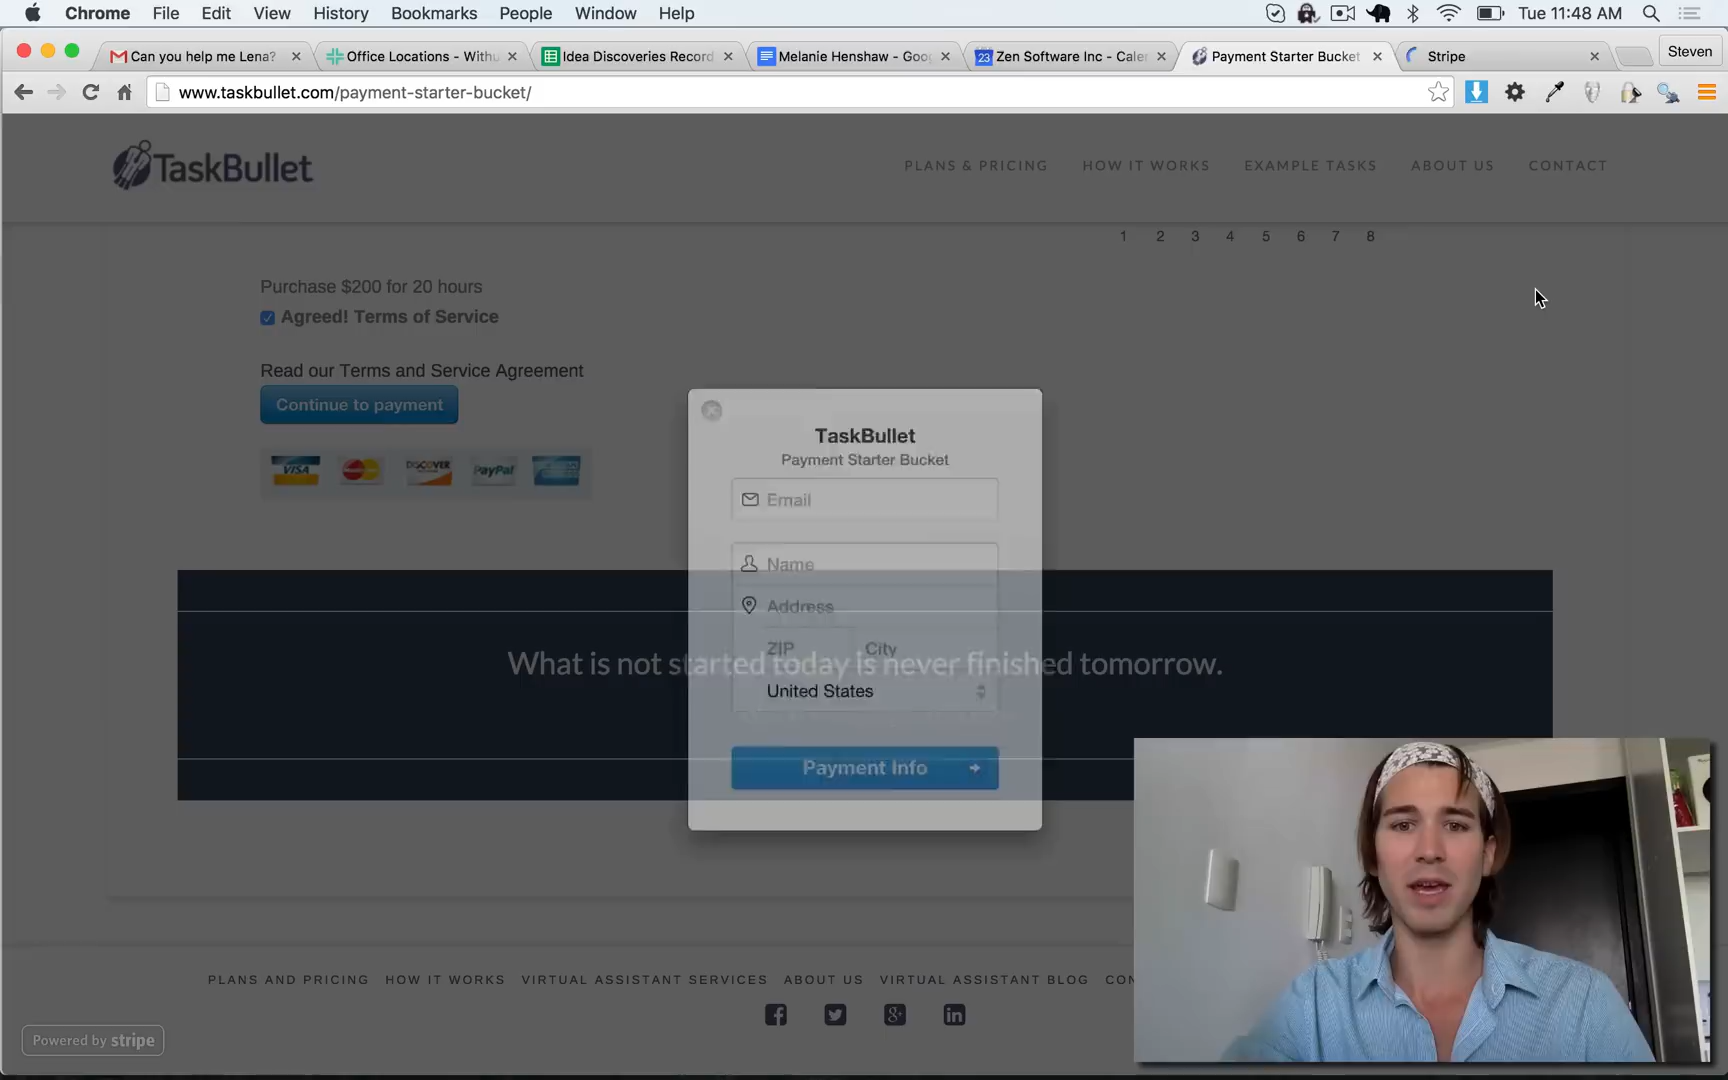 Chrome File Edit View History Bookmarks People Window Help Tue 11:48 AM
Can you help me Lena? Office Locations - Withu Idea Discoveries Record Melanie Henshaw - Goog Zen Software Inc - Calen Payment Starter Bucket Stripe Steven
www.taskbullet.com/payment-starter-bucket/
TaskBullet PLANS & PRICING HOW IT WORKS EXAMPLE TASKS ABOUT US CONTACT
1 2 3 4 5 6 7 8
Purchase $200 for 20 hours
Agreed! Terms of Service
Read our Terms and Service Agreement
Continue to payment
VISA MasterCard DISCOVER PayPal
TaskBullet
Payment Starter Bucket
Email
Name
Address
ZIP City
What is not started today is never finished tomorrow.
United States
Payment Info
PLANS AND PRICING HOW IT WORKS VIRTUAL ASSISTANT SERVICES ABOUT US VIRTUAL ASSISTANT BLOG CON
Powered by stripe